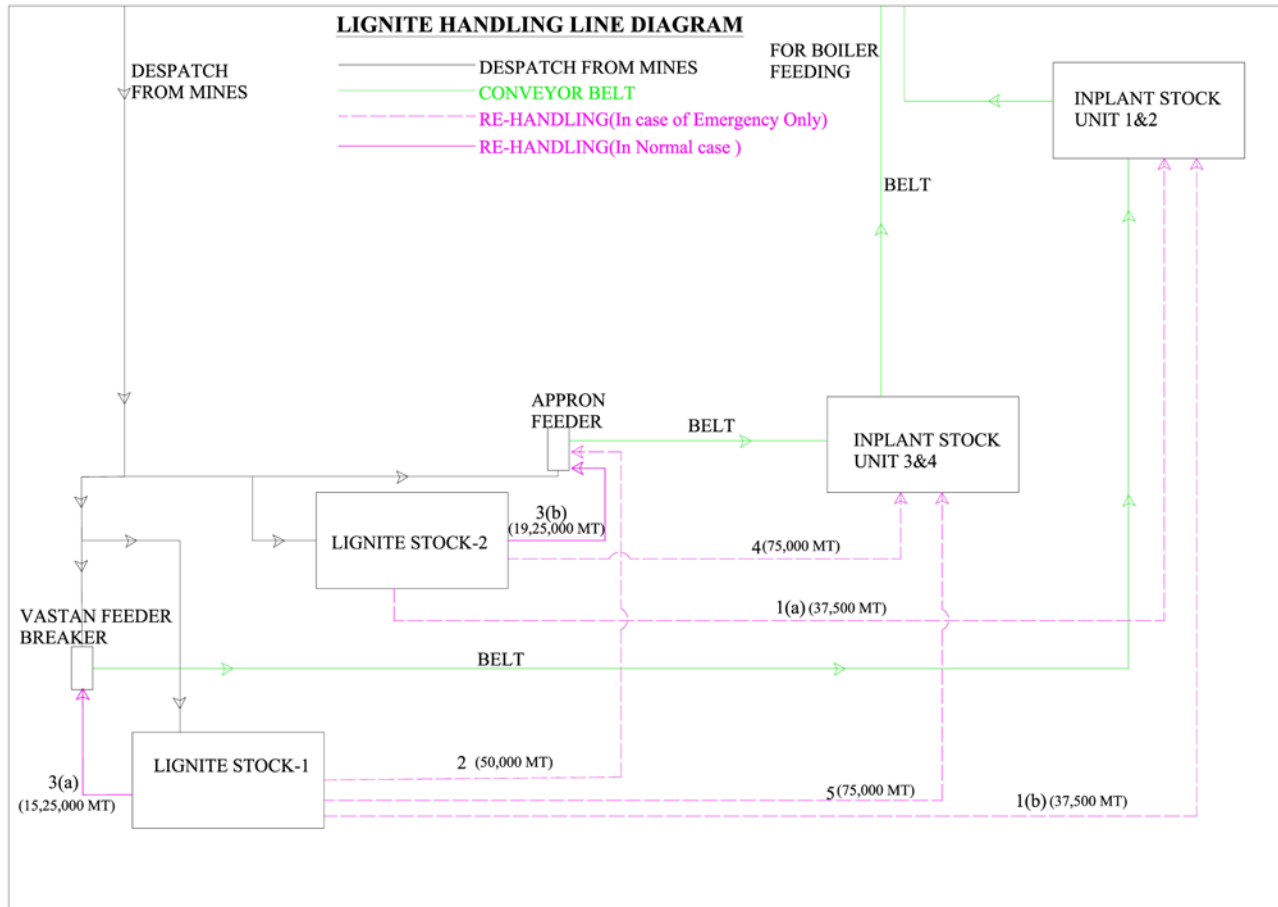 LIGNITE HANDLING LINE DIAGRAM
DESPATCH
FROM MINES
DESPATCH FROM MINES
CONVEYOR BELT
RE-HANDLING(In case of Emergency Only)
RE-HANDLING(In Normal case )
FOR BOILER
FEEDING
INPLANT STOCK
UNIT 1&2
BELT
APPRON
FEEDER
BELT
INPLANT STOCK
UNIT 3&4
3(b)
(19,25,000 MT)
LIGNITE STOCK-2
4 (75,000 MT)
1(a) (37,500 MT)
VASTAN FEEDER
BREAKER
BELT
LIGNITE STOCK-1
3(a)
(15,25,000 MT)
2 (50,000 MT)
5 (75,000 MT)
1(b) (37,500 MT)